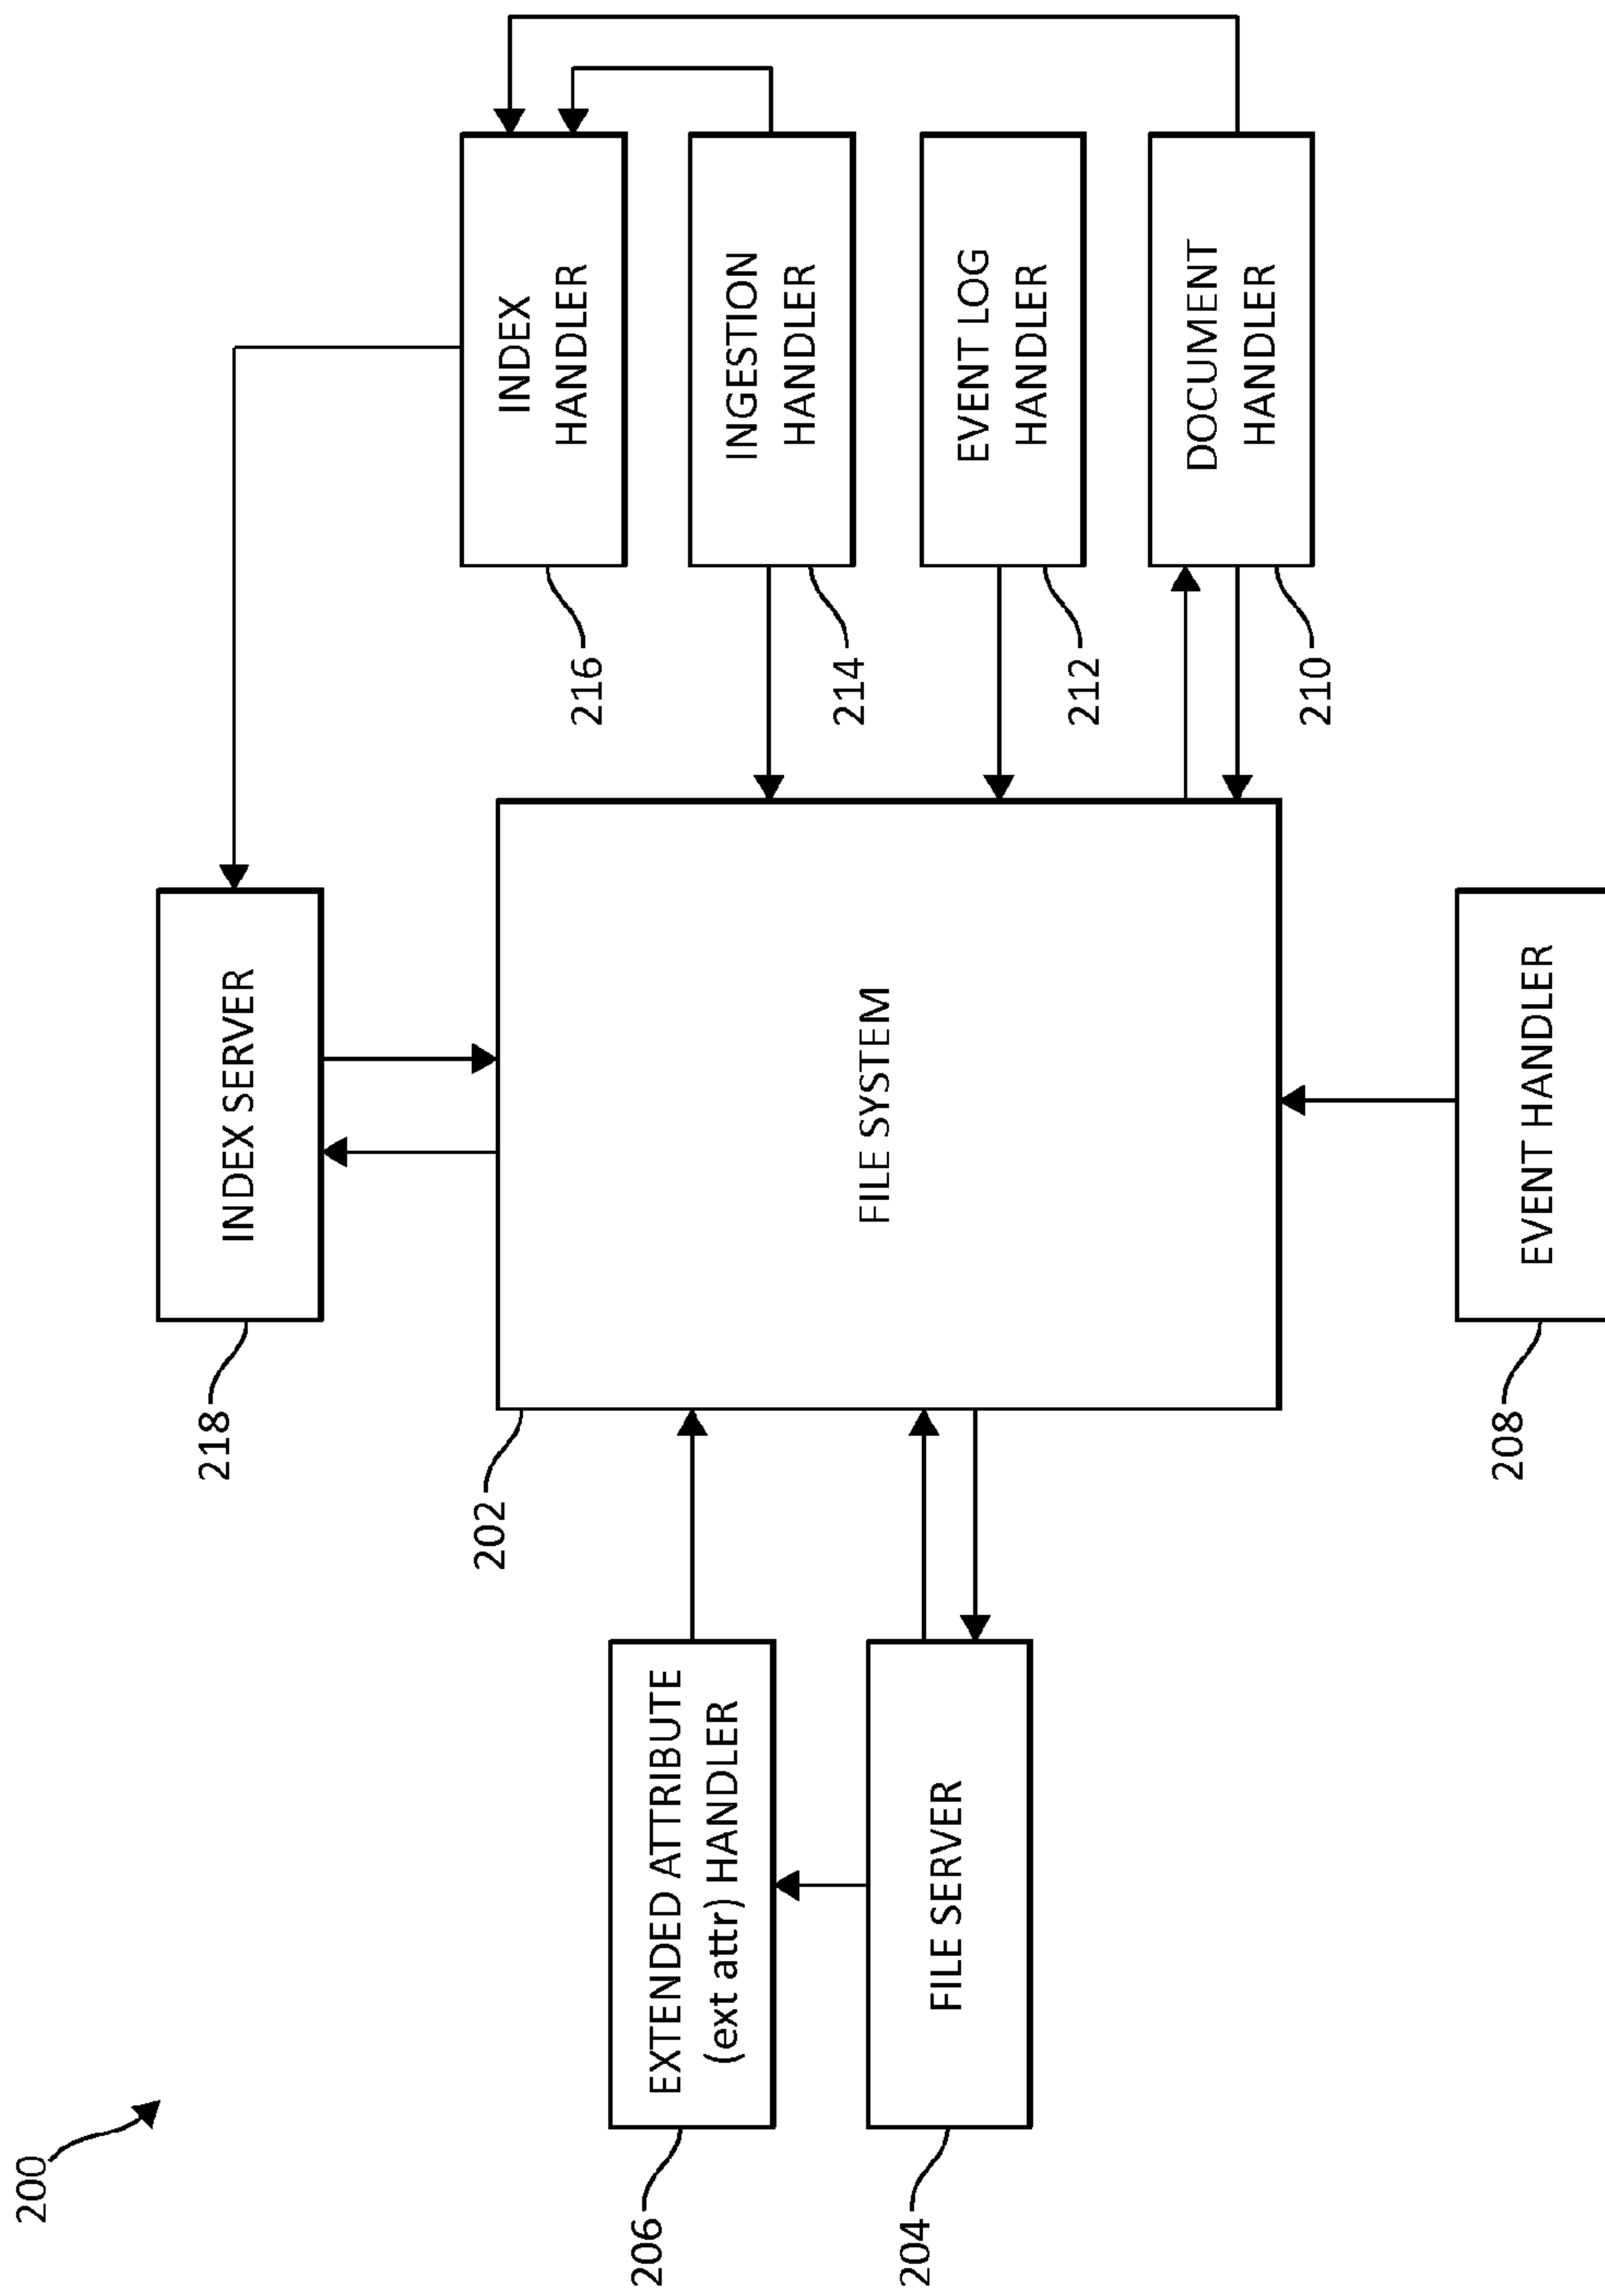 200
218
INDEX SERVER
202
FILE SYSTEM
206
EXTENDED ATTRIBUTE
(ext attr) HANDLER
204
FILE SERVER
216
INDEX
HANDLER
214
INGESTION
HANDLER
212
EVENT LOG
HANDLER
210
DOCUMENT
HANDLER
208
EVENT HANDLER